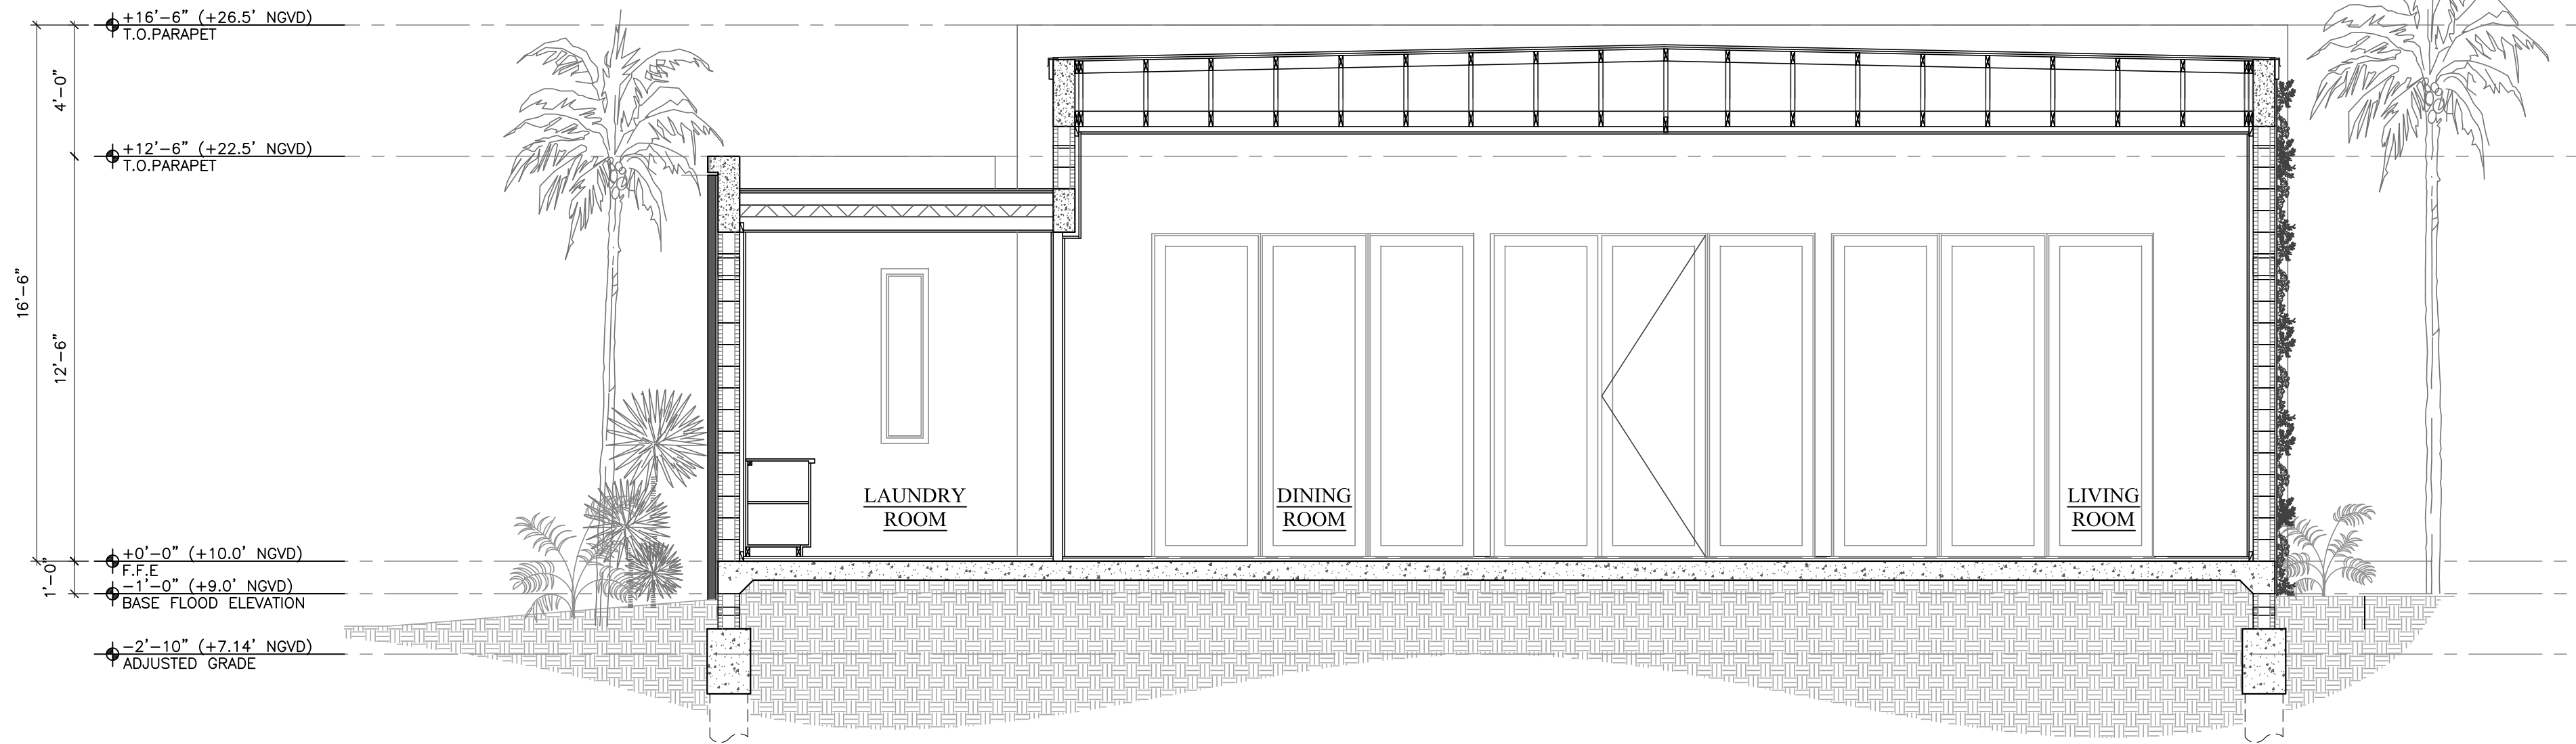 +16'-6" (+26.5' NGVD)
T.O.PARAPET
4'-0"
+12'-6" (+22.5' NGVD)
T.O.PARAPET
16'-6"
12'-6"
LAUNDRY
ROOM
DINING
ROOM
LIVING
ROOM
+0'-0" (+10.0' NGVD)
F.F.E
1'-0"
-1'-0" (+9.0' NGVD)
BASE FLOOD ELEVATION
-2'-10" (+7.14' NGVD)
ADJUSTED GRADE